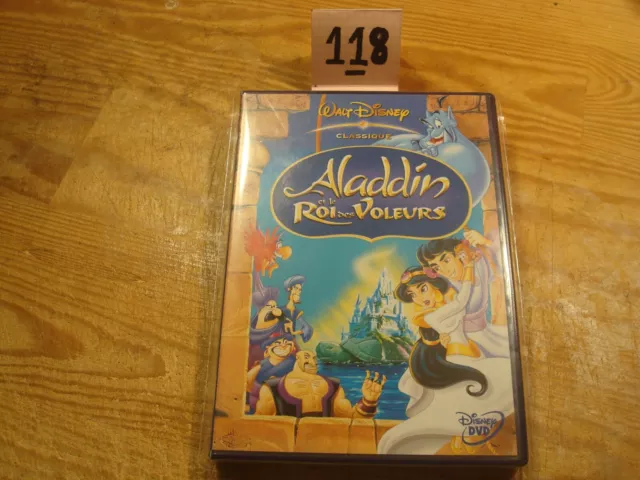 118
WALT DISNEY
CLASSIQUE
Aladdin
et le
ROI des VOLEURS
DISNEY
DVD